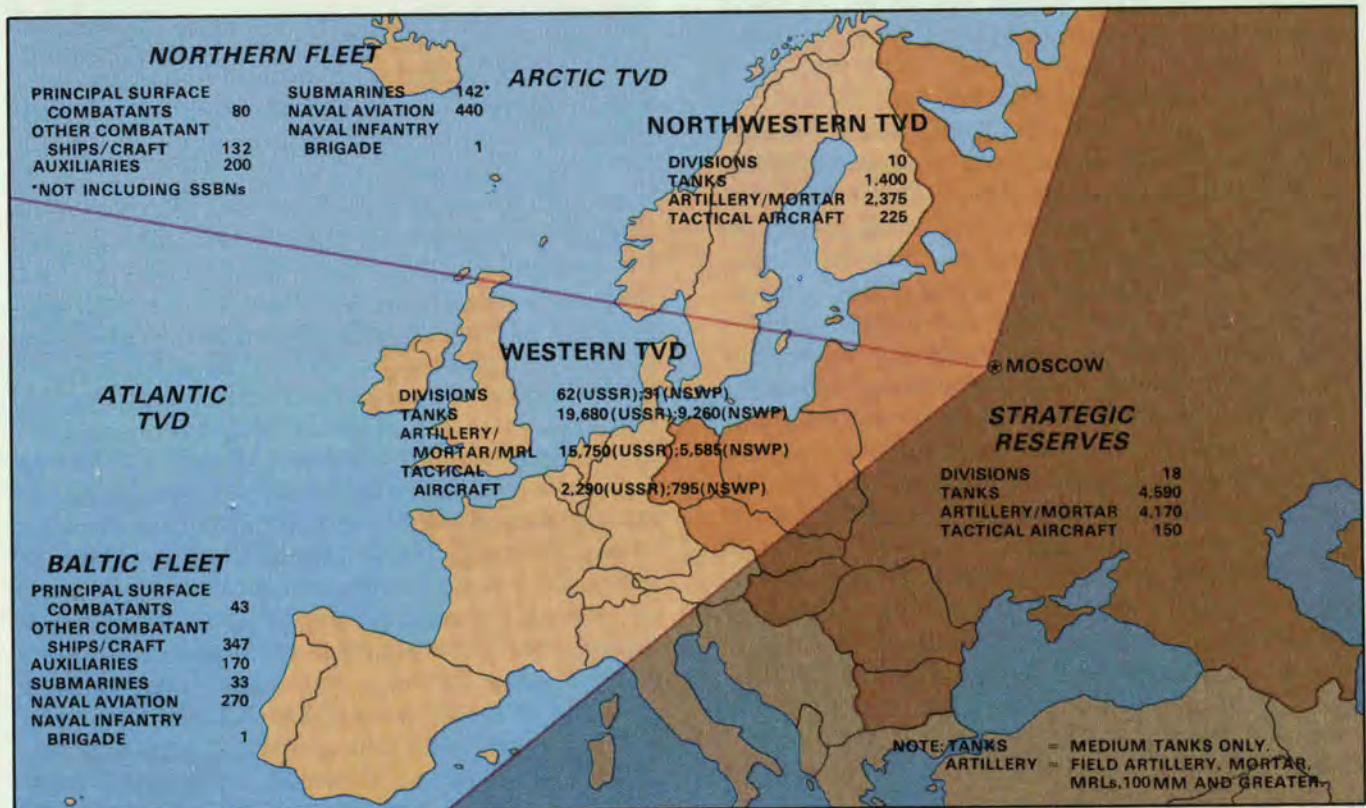 NORTHERN FLEET
PRINCIPAL SURFACE
COMBATANTS 80
OTHER COMBATANT
SHIPS/CRAFT 132
AUXILIARIES 200
*NOT INCLUDING SSBNs
SUBMARINES 142*
NAVAL AVIATION 440
NAVAL INFANTRY
BRIGADE 1
ARCTIC TVD
NORTHWESTERN TVD
DIVISIONS 10
TANKS 1.400
ARTILLERY/MORTAR 2,375
TACTICAL AIRCRAFT 225
WESTERN TVD
DIVISIONS 62(USSR);31(NSWP)
TANKS 19,680(USSR);9,260(NSWP)
ARTILLERY/
MORTAR/MRL 15,750(USSR);5,585(NSWP)
TACTICAL
AIRCRAFT 2,290(USSR);795(NSWP)
ATLANTIC
TVD
MOSCOW
STRATEGIC
RESERVES
DIVISIONS 18
TANKS 4,590
ARTILLERY/MORTAR 4,170
TACTICAL AIRCRAFT 150
BALTIC FLEET
PRINCIPAL SURFACE
COMBATANTS 43
OTHER COMBATANT
SHIPS/CRAFT 347
AUXILIARIES 170
SUBMARINES 33
NAVAL AVIATION 270
NAVAL INFANTRY
BRIGADE 1
NOTE: TANKS = MEDIUM TANKS ONLY.
ARTILLERY = FIELD ARTILLERY, MORTAR,
MRLs, 100MM AND GREATER.